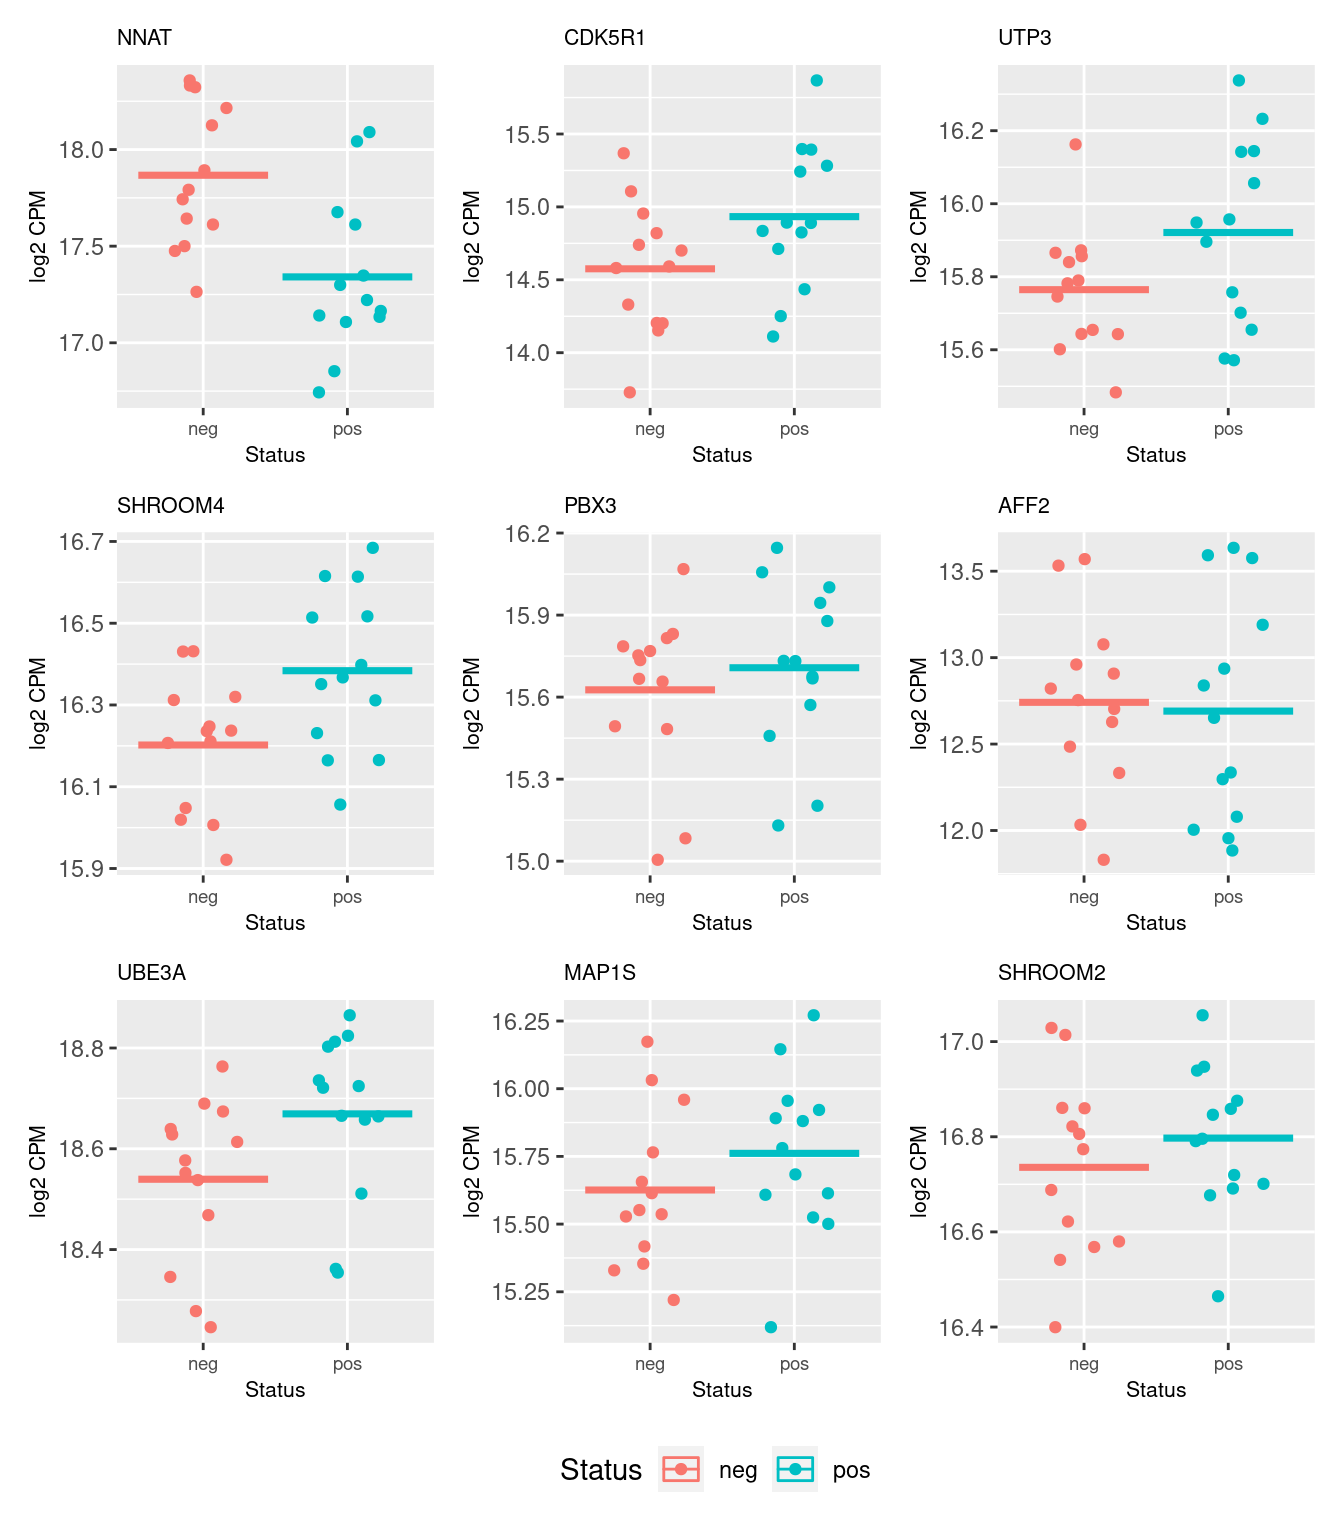 NNAT
CDK5R1
UTP3
log2 CPM
18.0
17.5
17.0
neg
pos
Status
log2 CPM
15.5
15.0
14.5
14.0
neg
pos
Status
log2 CPM
16.2
16.0
15.8
15.6
neg
pos
Status
SHROOM4
PBX3
AFF2
log2 CPM
16.7
16.5
16.3
16.1
15.9
neg
pos
Status
log2 CPM
16.2
15.9
15.6
15.3
15.0
neg
pos
Status
log2 CPM
13.5
13.0
12.5
12.0
neg
pos
Status
UBE3A
MAP1S
SHROOM2
log2 CPM
18.8
18.6
18.4
neg
pos
Status
log2 CPM
16.25
16.00
15.75
15.50
15.25
neg
pos
Status
log2 CPM
17.0
16.8
16.6
16.4
neg
pos
Status
Status neg pos